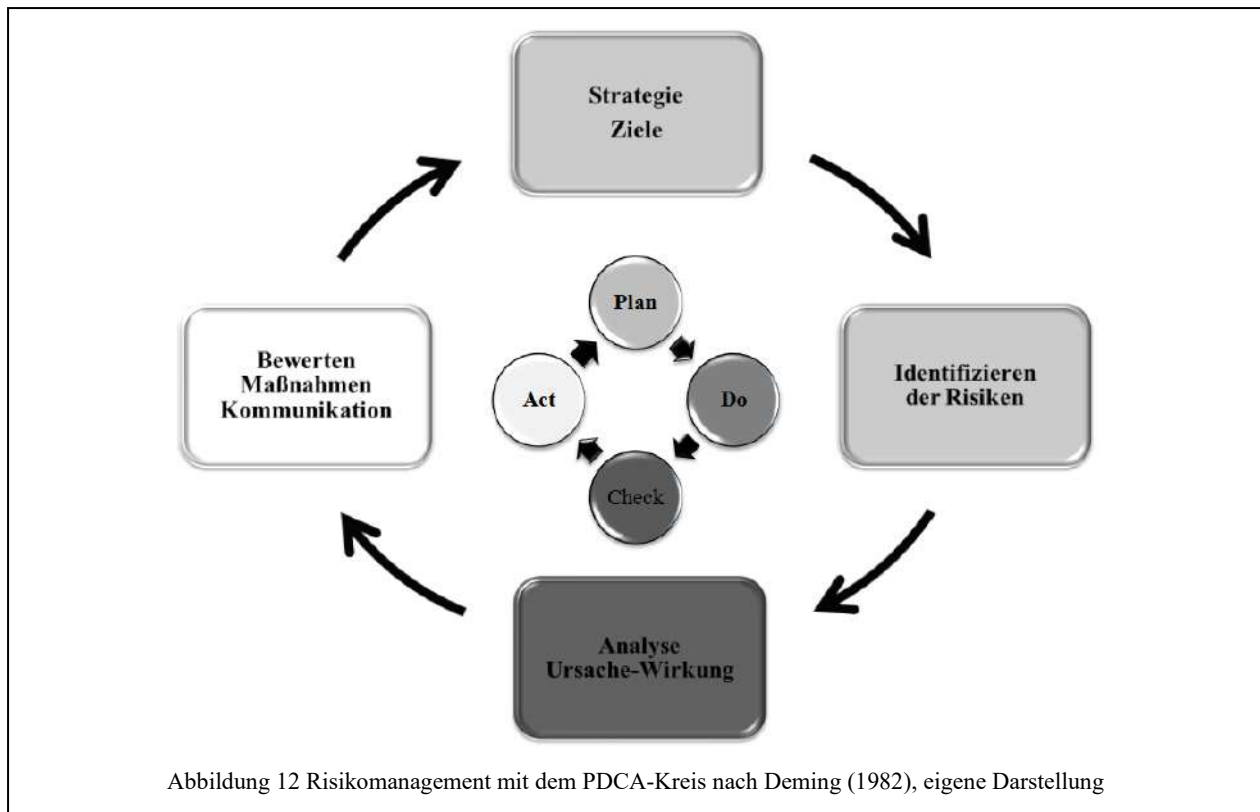 Strategie
Ziele
Plan
Bewerten
Maßnahmen
Kommunikation
Act
Do
Identifizieren
der Risiken
Check
Analyse
Ursache-Wirkung
Abbildung 12 Risikomanagement mit dem PDCA-Kreis nach Deming (1982), eigene Darstellung